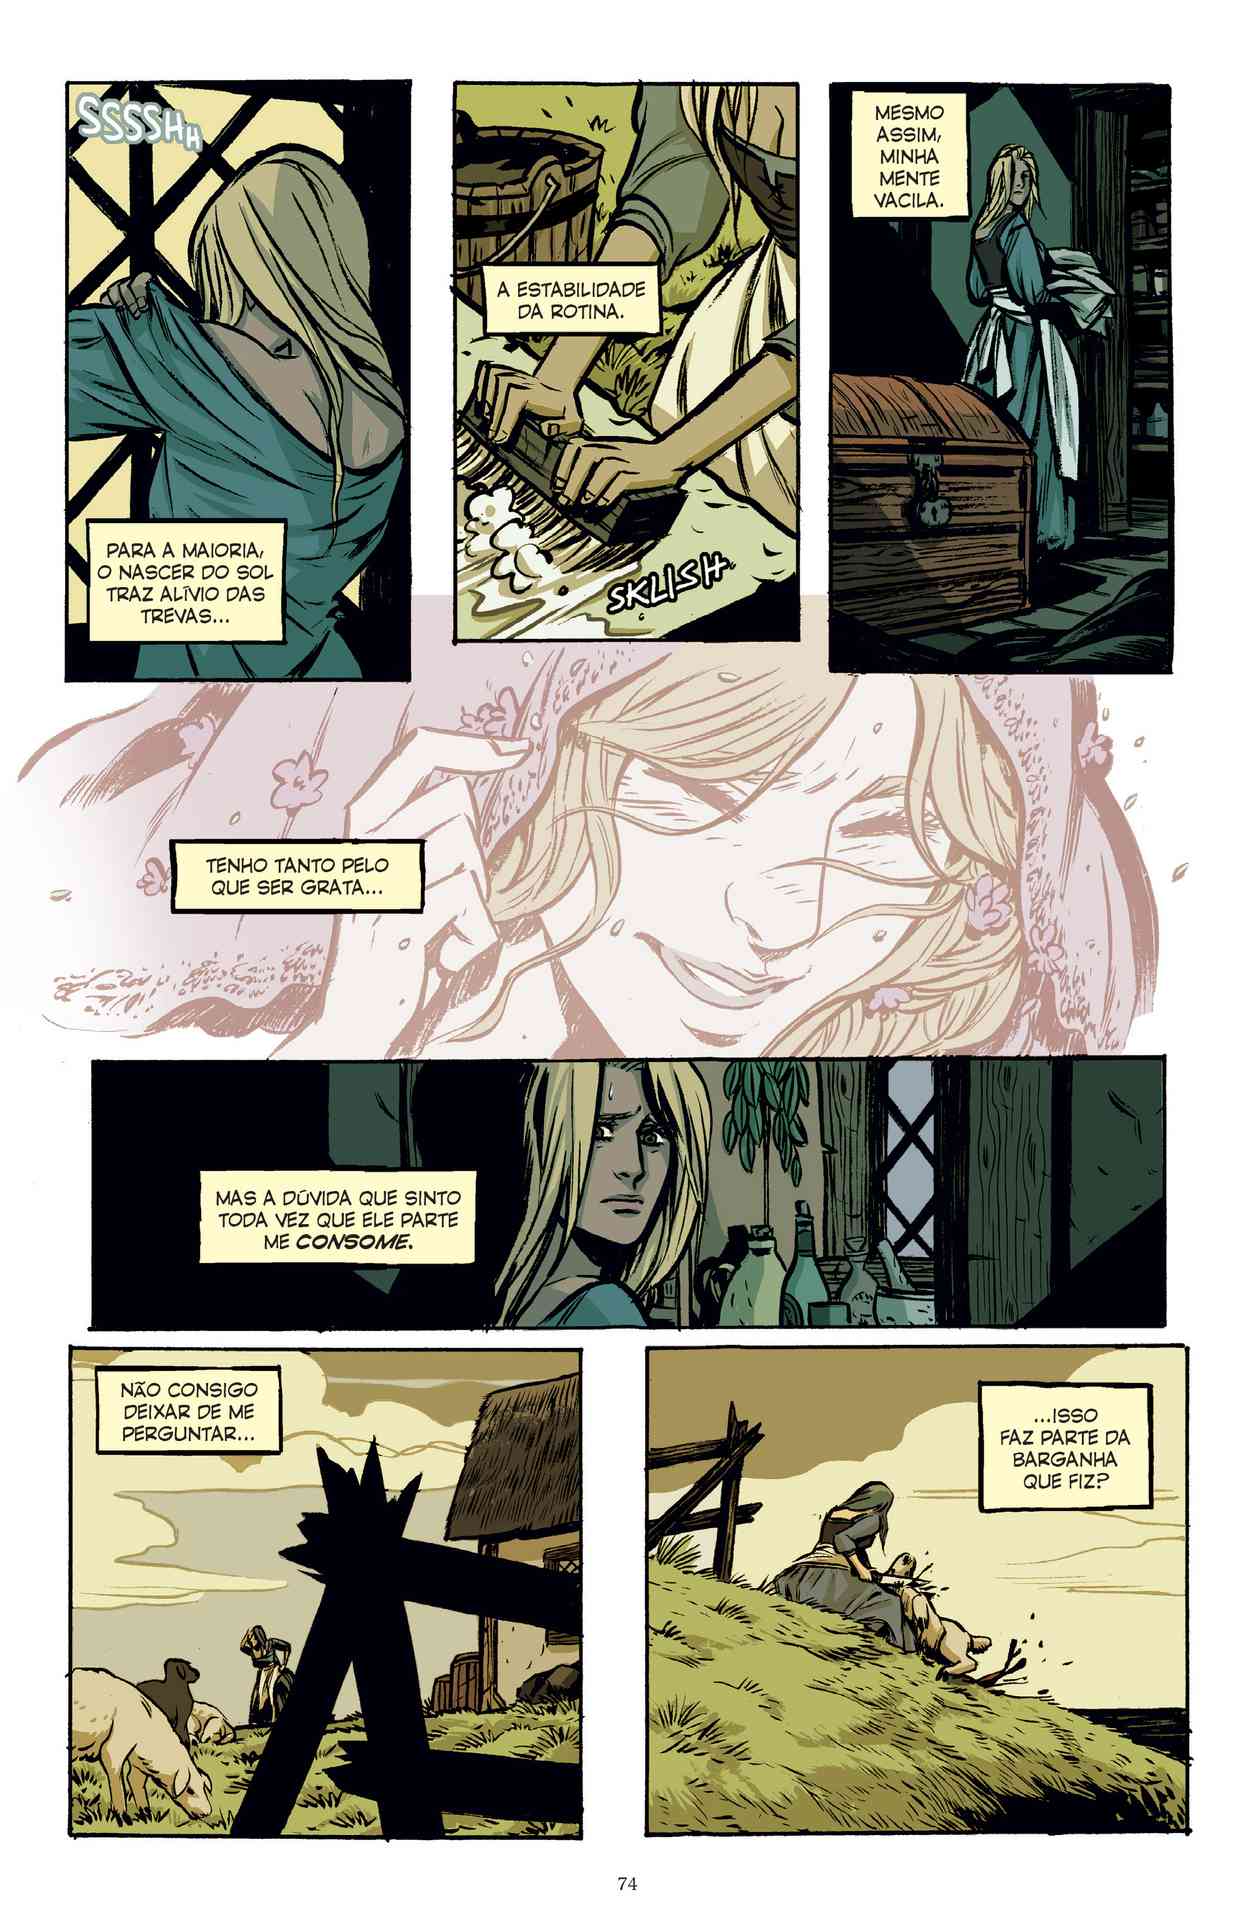 SSSSHH
PARA A MAIORIA,
O NASCER DO SOL
TRAZ ALÍVIO DAS
TREVAS...
A ESTABILIDADE
DA ROTINA.
SKLISH
MESMO
ASSIM,
MINHA
MENTE
VACILA.
TENHO TANTO PELO
QUE SER GRATA...
MAS A DÚVIDA QUE SINTO
TODA VEZ QUE ELE PARTE
ME CONSOME.
NÃO CONSIGO
DEIXAR DE ME
PERGUNTAR...
...ISSO
FAZ PARTE DA
BARGANHA
QUE FIZ?
74